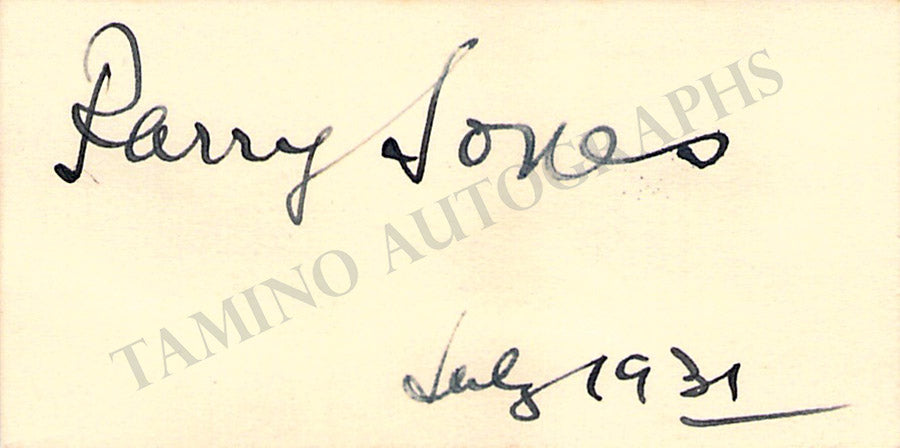 Parry Jones
TAMINO AUTOGRAPHS
July 1931